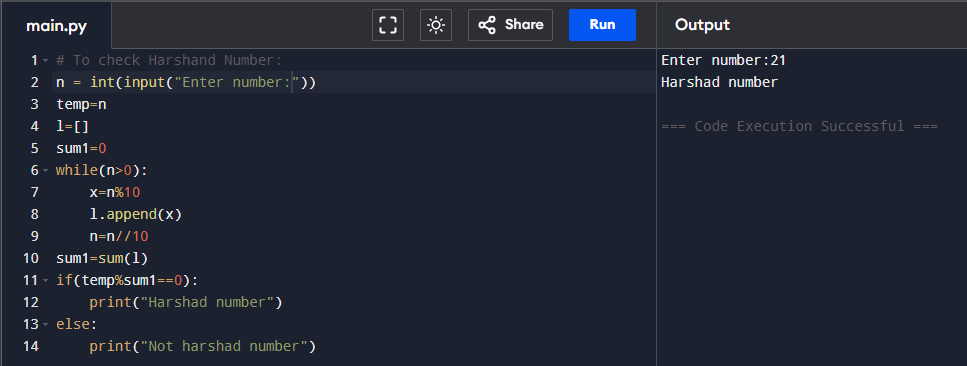 main.py
Share
Run
Output
1 # To check Harshand Number:
2 n = int(input("Enter number:"))
3 temp=n
4 l=[]
5 sum1=0
6 while(n>0):
7     x=n%10
8     l.append(x)
9     n=n//10
10 sum1=sum(l)
11 if(temp%sum1==0):
12     print("Harshad number")
13 else:
14     print("Not harshad number")
Enter number:21
Harshad number
=== Code Execution Successful ===